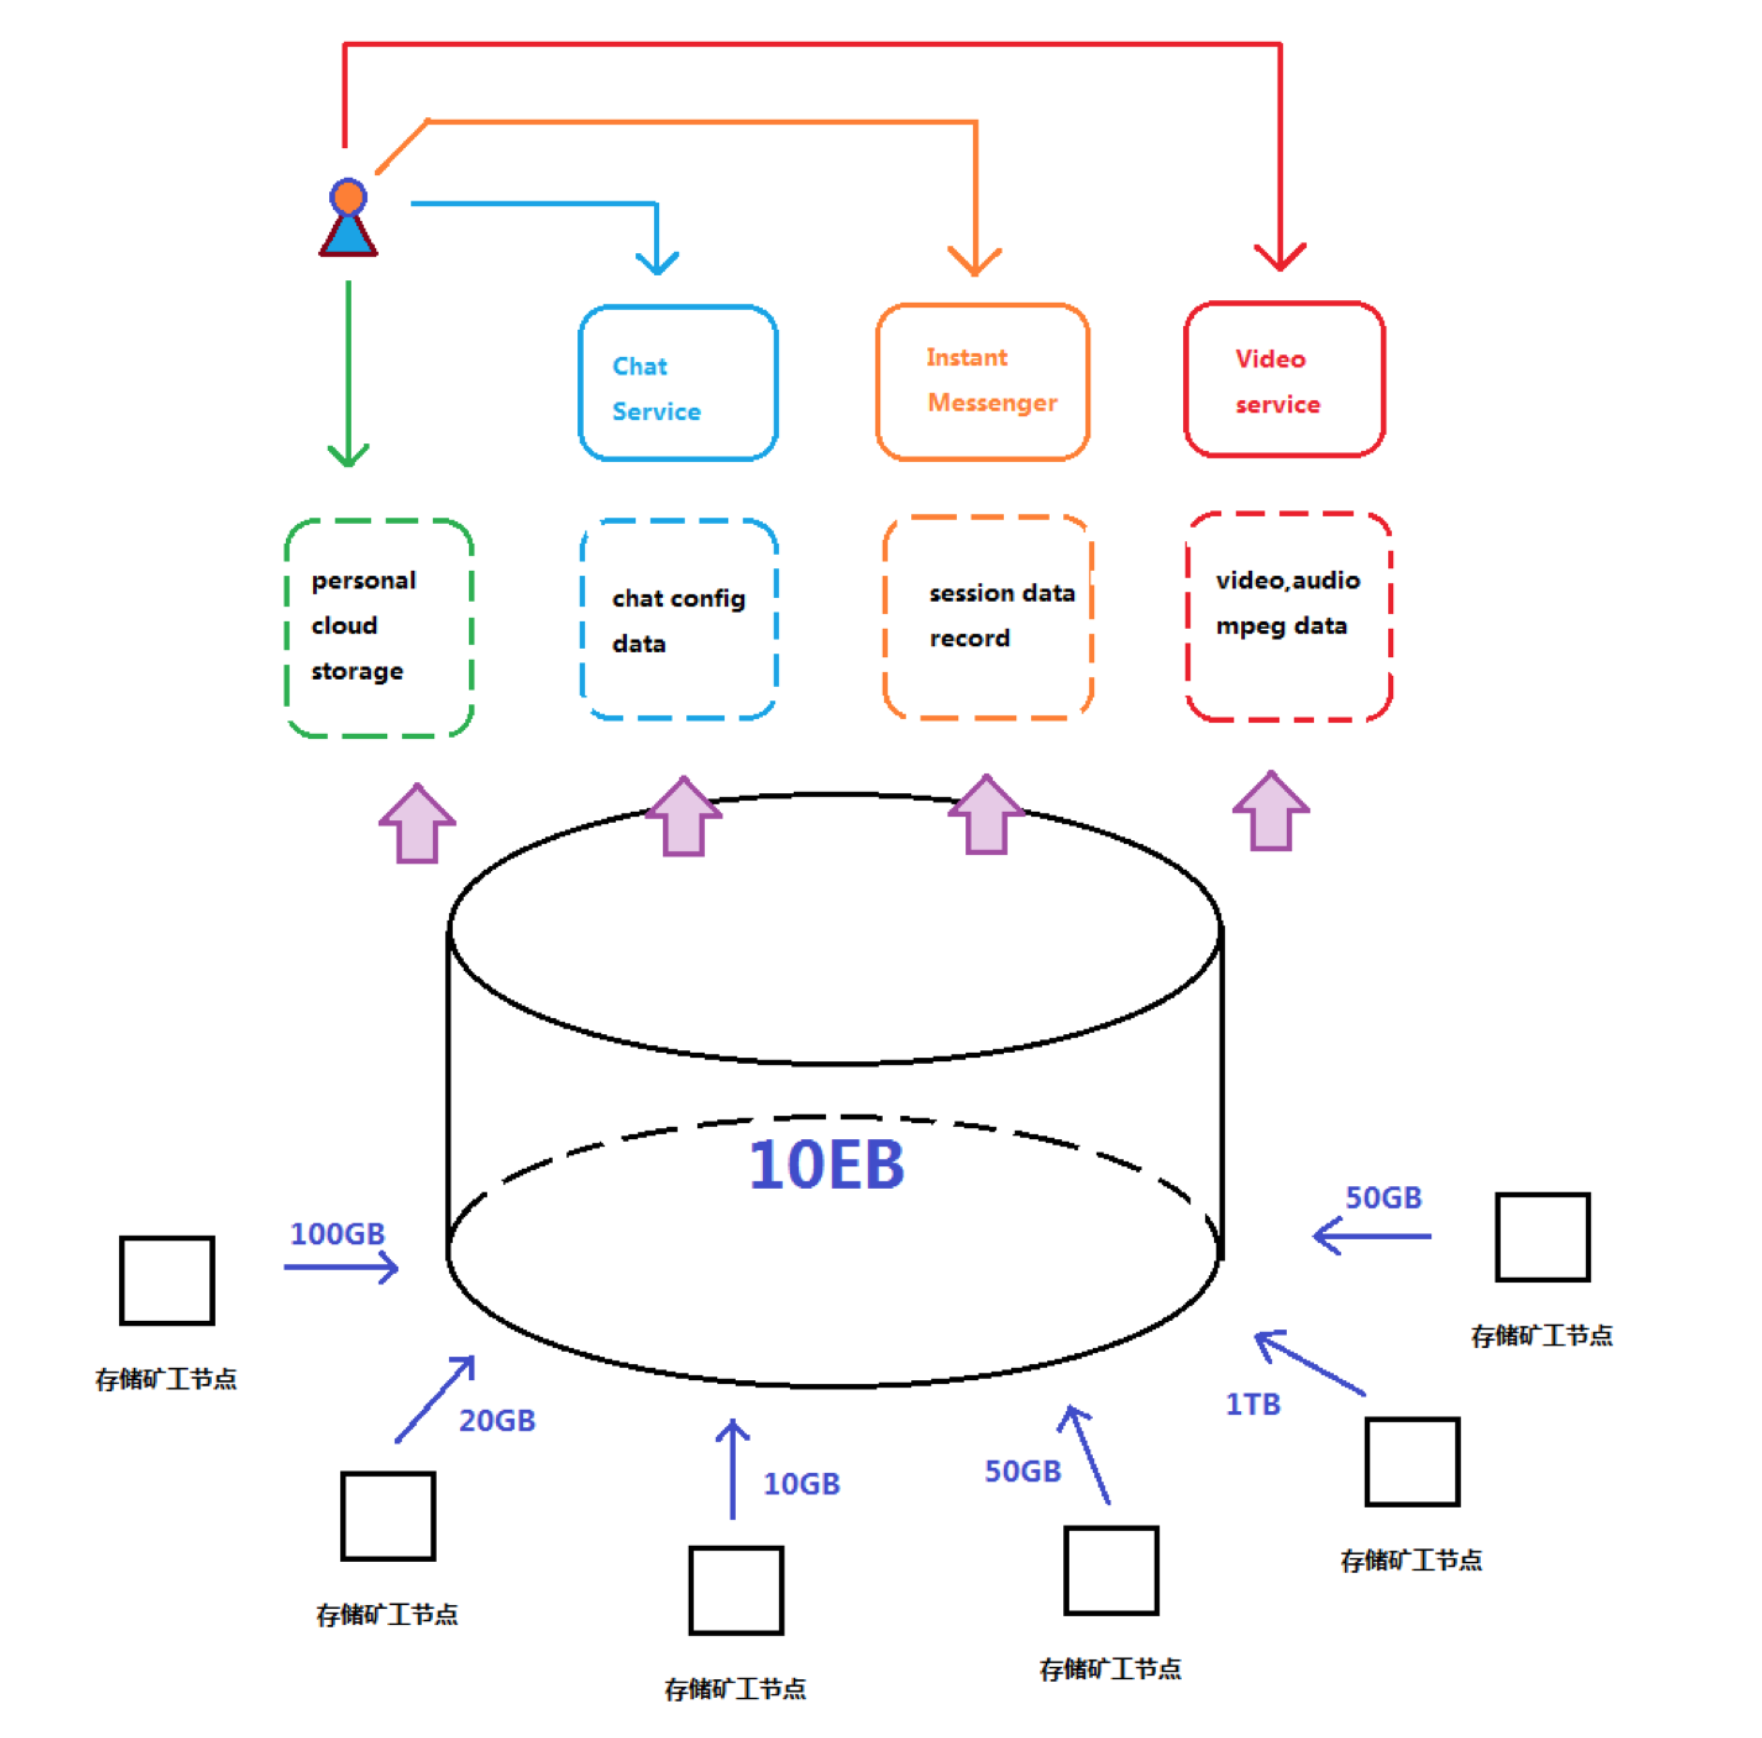 Chat
Service
Instant
Messenger
Video
service
personal
cloud
storage
chat config
data
session data
record
video,audio
mpeg data
10EB
100GB
存储矿工节点
20GB
存储矿工节点
10GB
存储矿工节点
50GB
存储矿工节点
1TB
存储矿工节点
50GB
存储矿工节点